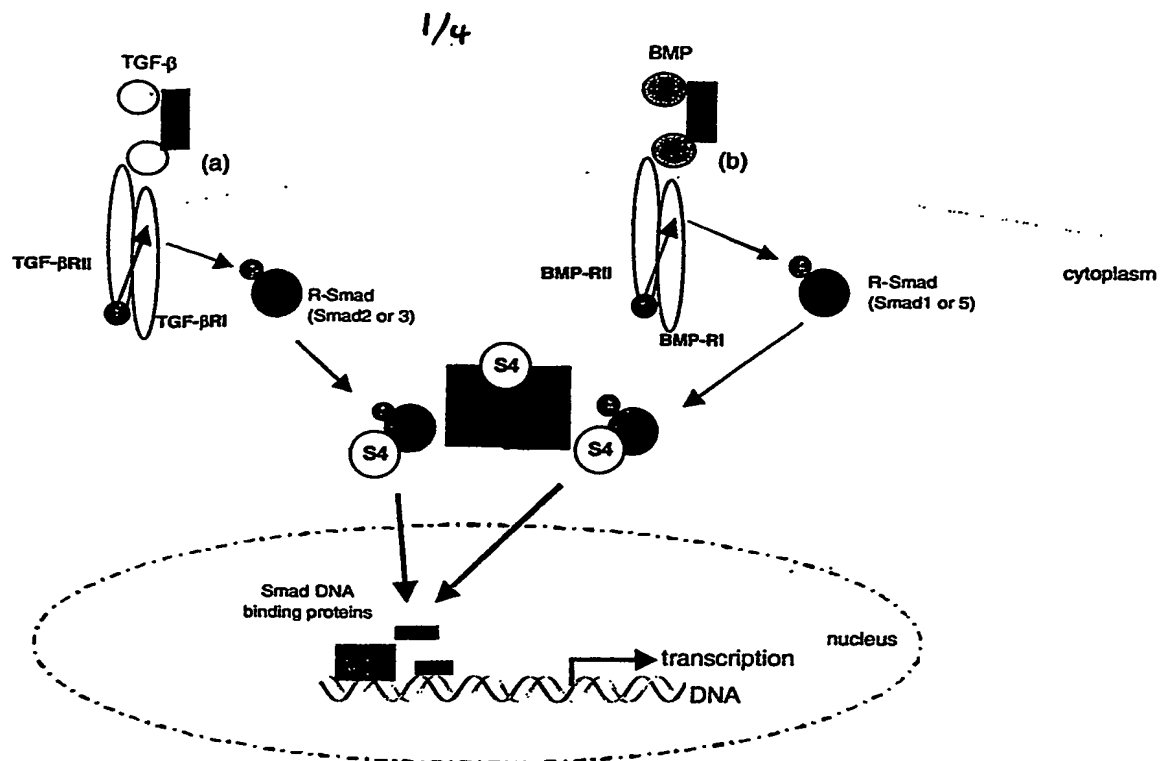 1/4
TGF-β
BMP
(a)
(b)
TGF-βRII
TGF-βRI
R-Smad
(Smad2 or 3)
BMP-RII
BMP-RI
R-Smad
(Smad1 or 5)
cytoplasm
S4
S4
S4
Smad DNA
binding proteins
nucleus
transcription
DNA